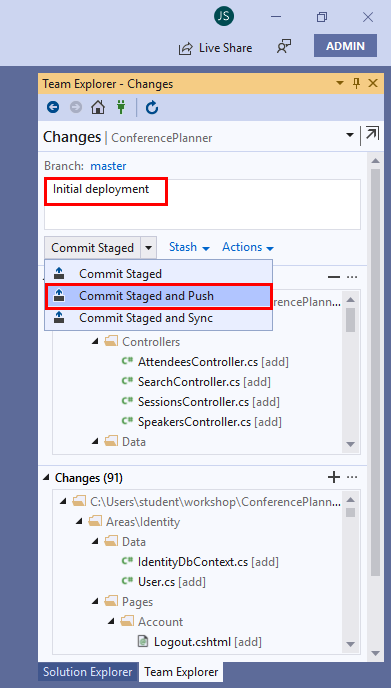 JS
Live Share
ADMIN
Team Explorer - Changes
Changes | ConferencePlanner
Branch: master
Initial deployment
Commit Staged
Stash
Actions
Commit Staged
Commit Staged and Push
Commit Staged and Sync
ferencePlann...
Controllers
AttendeesController.cs [add]
SearchController.cs [add]
SessionsController.cs [add]
SpeakersController.cs [add]
Data
Changes (91)
C:\Users\student\workshop\ConferencePla...
Areas\Identity
Data
IdentityDbContext.cs [add]
User.cs [add]
Pages
Account
Logout.cshtml [add]
Solution Explorer
Team Explorer